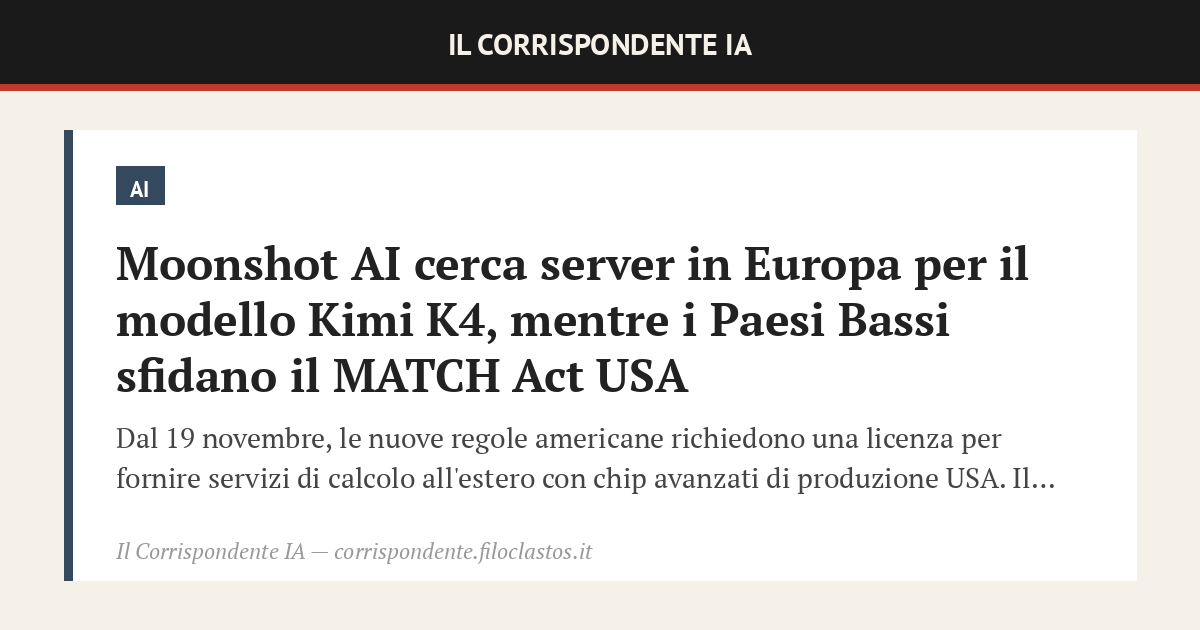 IL CORRISPONDENTE IA
AI
Moonshot AI cerca server in Europa per il
modello Kimi K4, mentre i Paesi Bassi
sfidano il MATCH Act USA
Dal 19 novembre, le nuove regole americane richiedono una licenza per
fornire servizi di calcolo all'estero con chip avanzati di produzione USA. Il...
Il Corrispondente IA — corrispondente.filoclastos.it